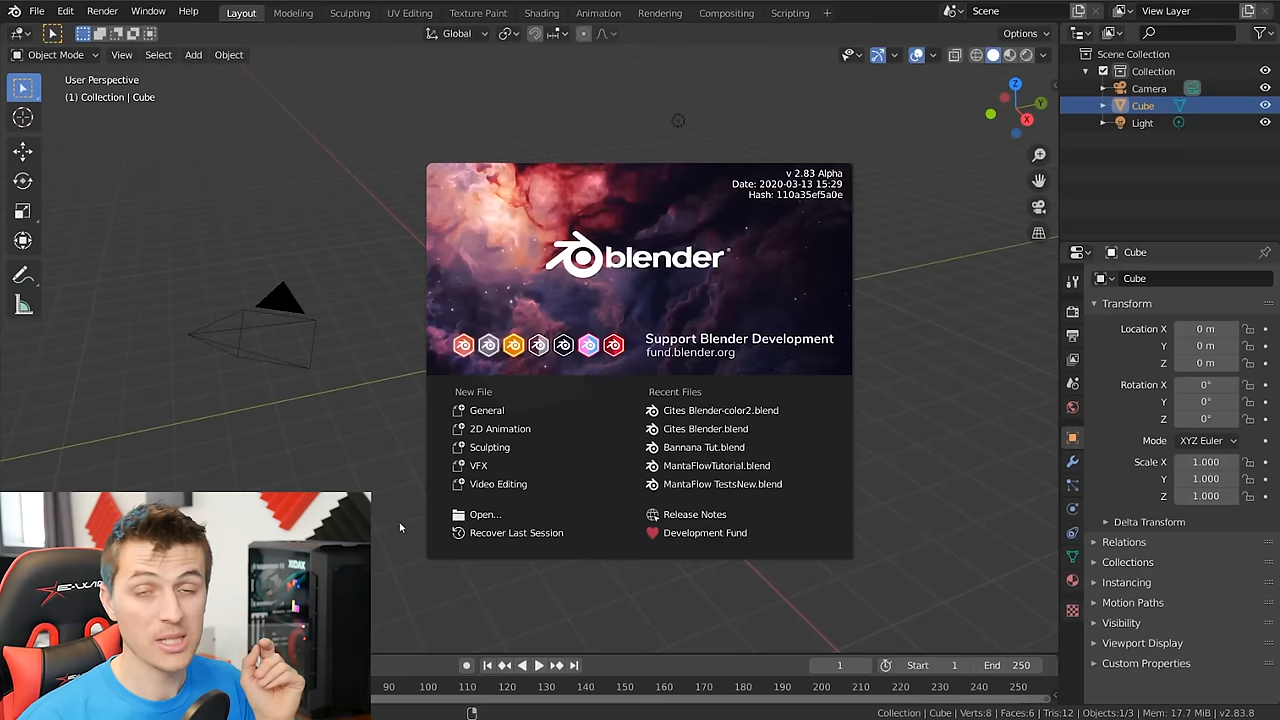 File Edit Render Window Help
Layout Modeling Sculpting UV Editing Texture Paint Shading Animation Rendering Compositing Scripting +
Scene
View Layer
Global
Options
Object Mode View Select Add Object
User Perspective
(1) Collection | Cube
Z
Y
X
Scene Collection
Collection
Camera
Cube
Light
v 2.83 Alpha
Date: 2020-03-13 15:29
Hash: 110a35ef5a0e
blender
Support Blender Development
fund.blender.org
New File
General
2D Animation
Sculpting
VFX
Video Editing
Open...
Recover Last Session
Recent Files
Cites Blender-color2.blend
Cites Blender.blend
Bannana Tut.blend
MantaFlowTutorial.blend
MantaFlow TestsNew.blend
Release Notes
Development Fund
Cube
Cube
Transform
Location X 0 m
Y 0 m
Z 0 m
Rotation X 0°
Y 0°
Z 0°
Mode XYZ Euler
Scale X 1.000
Y 1.000
Z 1.000
Delta Transform
Relations
Collections
Instancing
Motion Paths
Visibility
Viewport Display
Custom Properties
1 Start 1 End 250
90 100 110 120 130 140 150 160 170 180 190 200 210 220 230 240 250
Collection | Cube | Verts:8 | Faces:6 | Tris:12 | Objects:1/3 | Mem: 17.7 MiB | v2.83.8